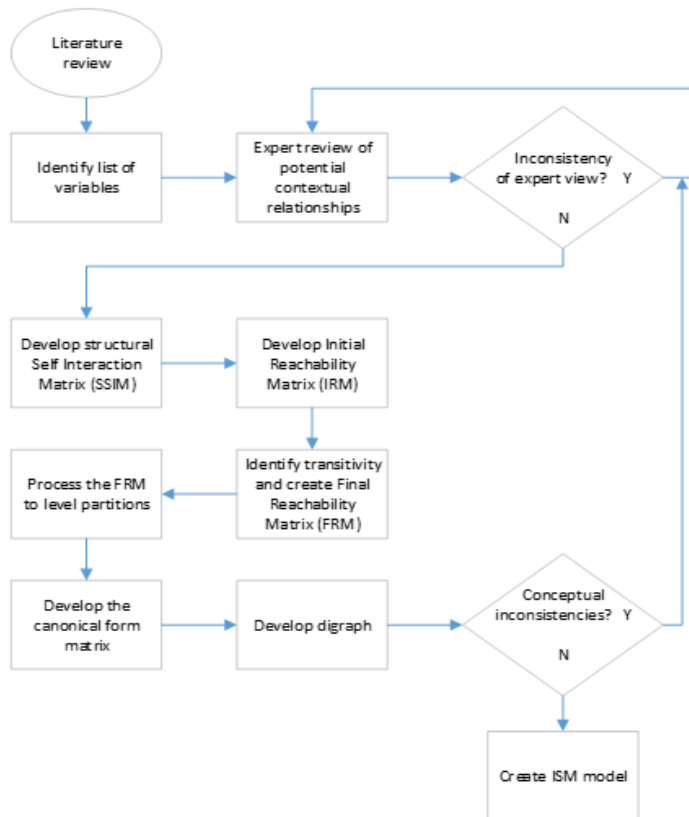 Literature
review
Identify list of
variables
Expert review of
potential
contextual
relationships
Inconsistency
of expert view? Y
N
Develop structural
Self Interaction
Matrix (SSIM)
Develop Initial
Reachability
Matrix (IRM)
Process the FRM
to level partitions
Identify transitivity
and create Final
Reachability
Matrix (FRM)
Develop the
canonical form
matrix
Develop digraph
Conceptual
inconsistencies? Y
N
Create ISM model